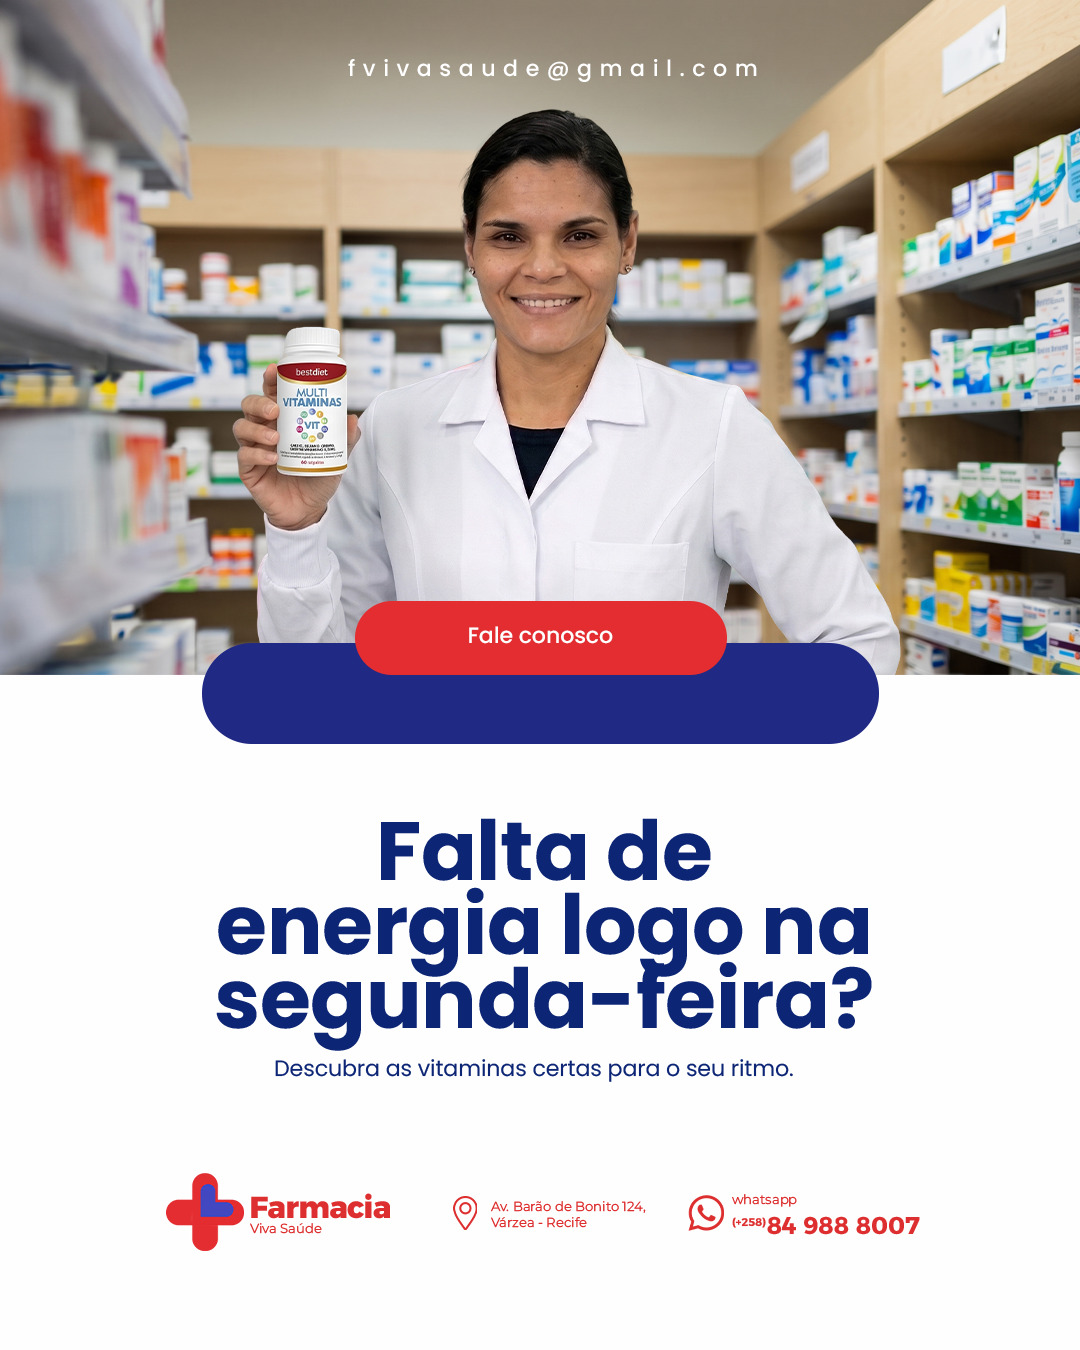 fvivasaude@gmail.com
bestdiet
MULTI
VITAMINAS
VIT
Fale conosco
Falta de
energia logo na
segunda-feira?
Descubra as vitaminas certas para o seu ritmo.
Farmacia
Viva Saúde
Av. Barão de Bonito 124,
Várzea - Recife
whatsapp
(+258) 84 988 8007